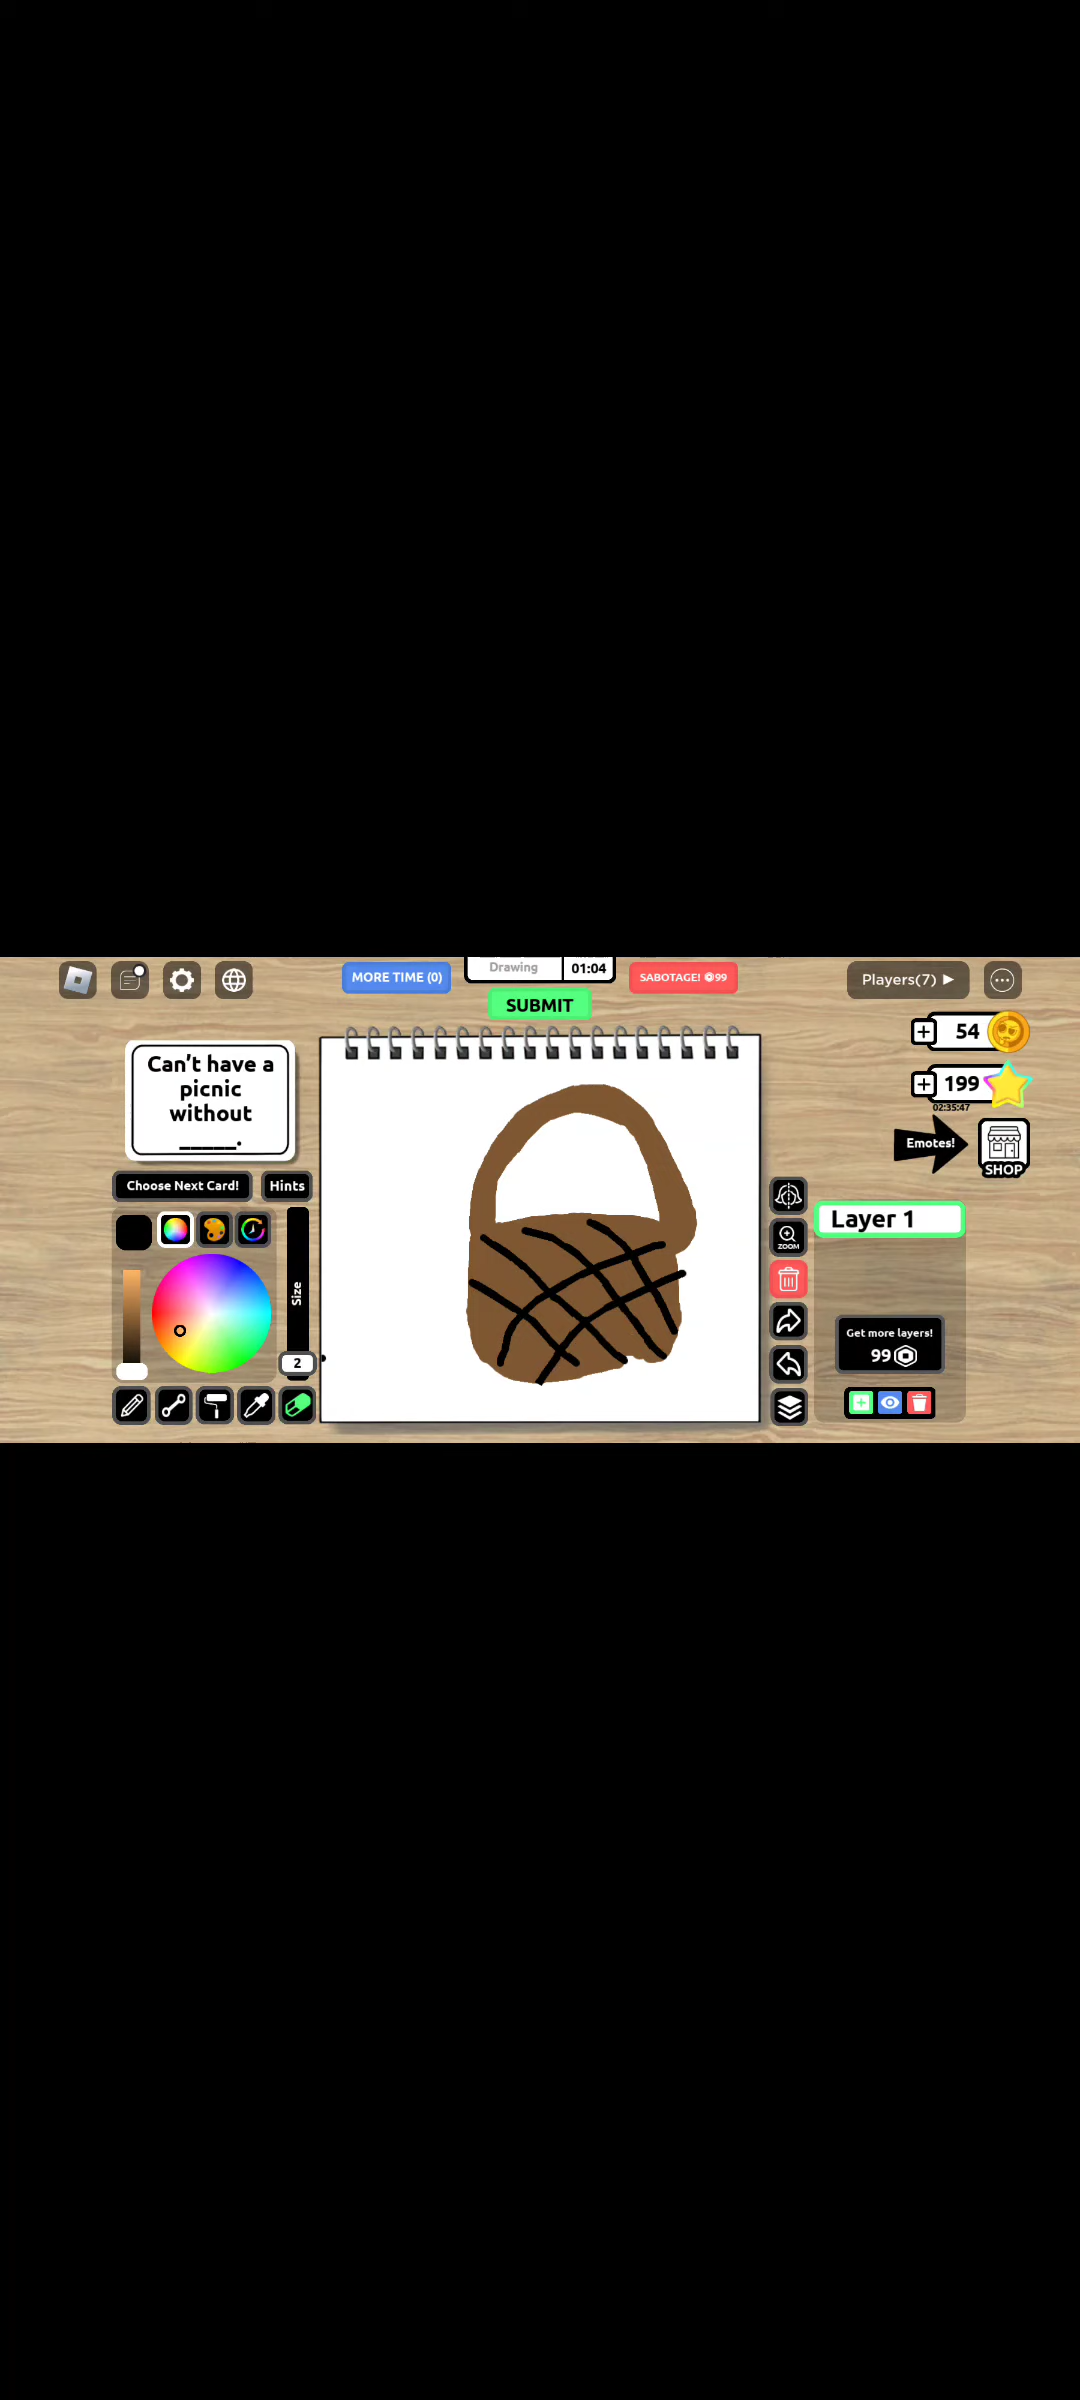 Drawing
01:04
MORE TIME (0)
SABOTAGE! 99
Players(7)
SUBMIT
54
Can't have a
picnic
without
_____.
199
02:35:47
Emotes!
SHOP
Choose Next Card!
Hints
Layer 1
ZOOM
Size
Get more layers!
99
2